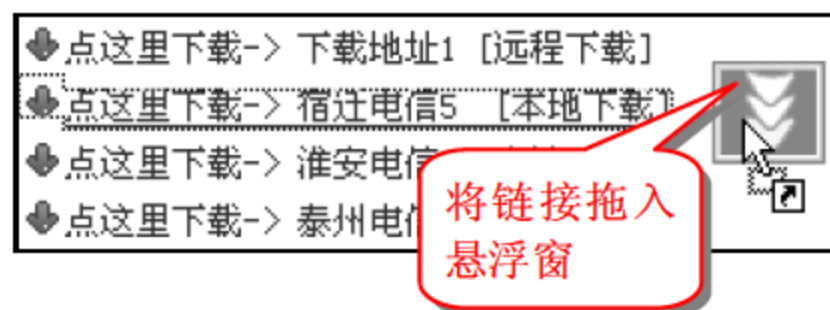 点这里下载-> 下载地址1 [远程下载]
点这里下载-> 宿迁电信5 [本地下载]
点这里下载-> 淮安电信
点这里下载-> 泰州电信
将链接拖入
悬浮窗